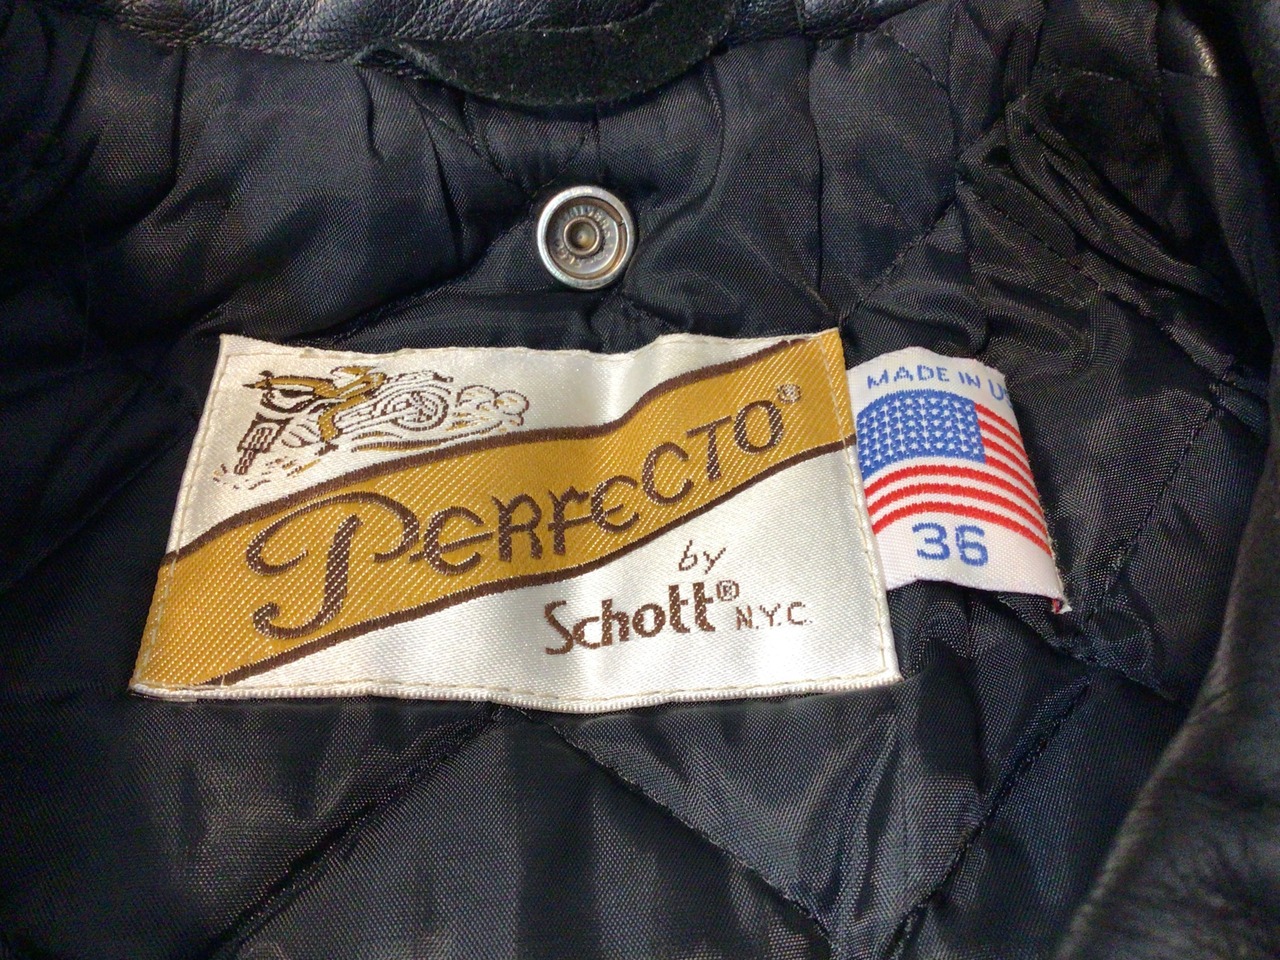 PERFECTO®
by
Schott® N.Y.C.
MADE IN
36